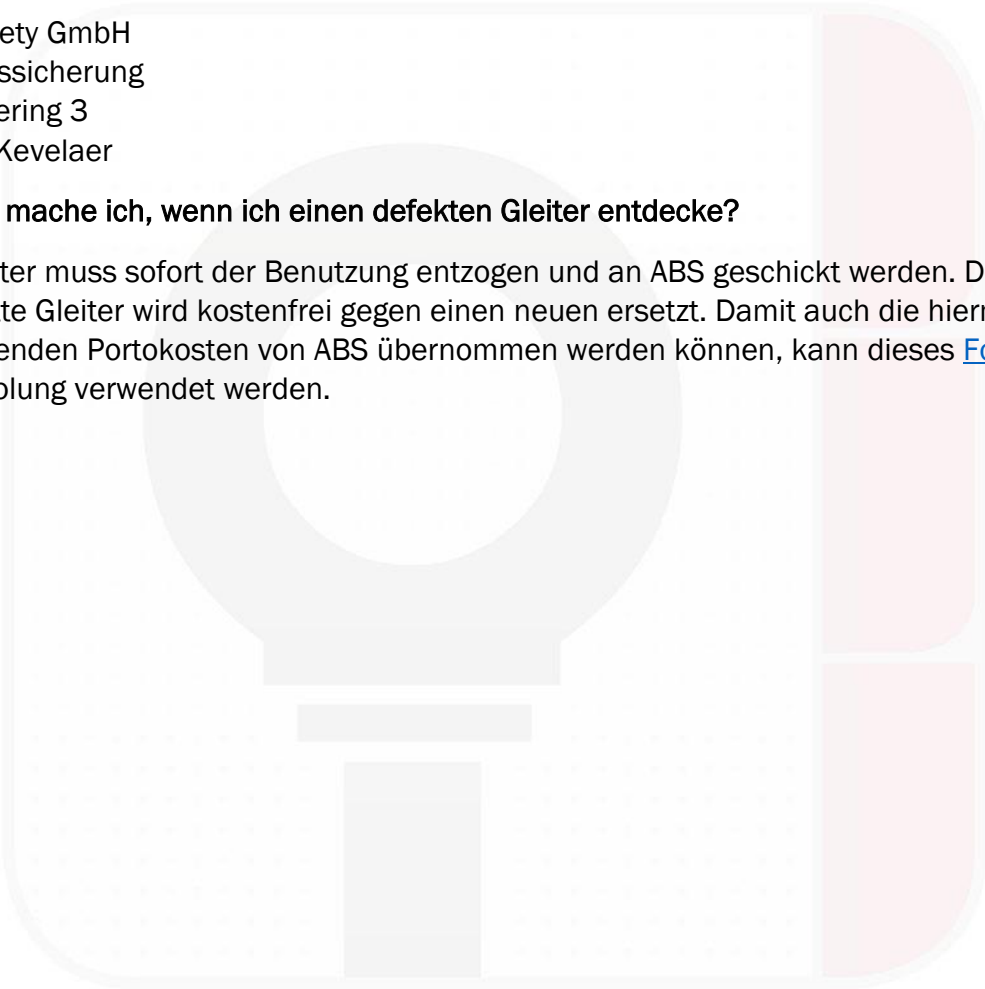 ety GmbH
ssicherung
ering 3
Kevelaer
mache ich, wenn ich einen defekten Gleiter entdecke?
ter muss sofort der Benutzung entzogen und an ABS geschickt werden. D
te Gleiter wird kostenfrei gegen einen neuen ersetzt. Damit auch die hier
enden Portokosten von ABS übernommen werden können, kann dieses Fo
olung verwendet werden.